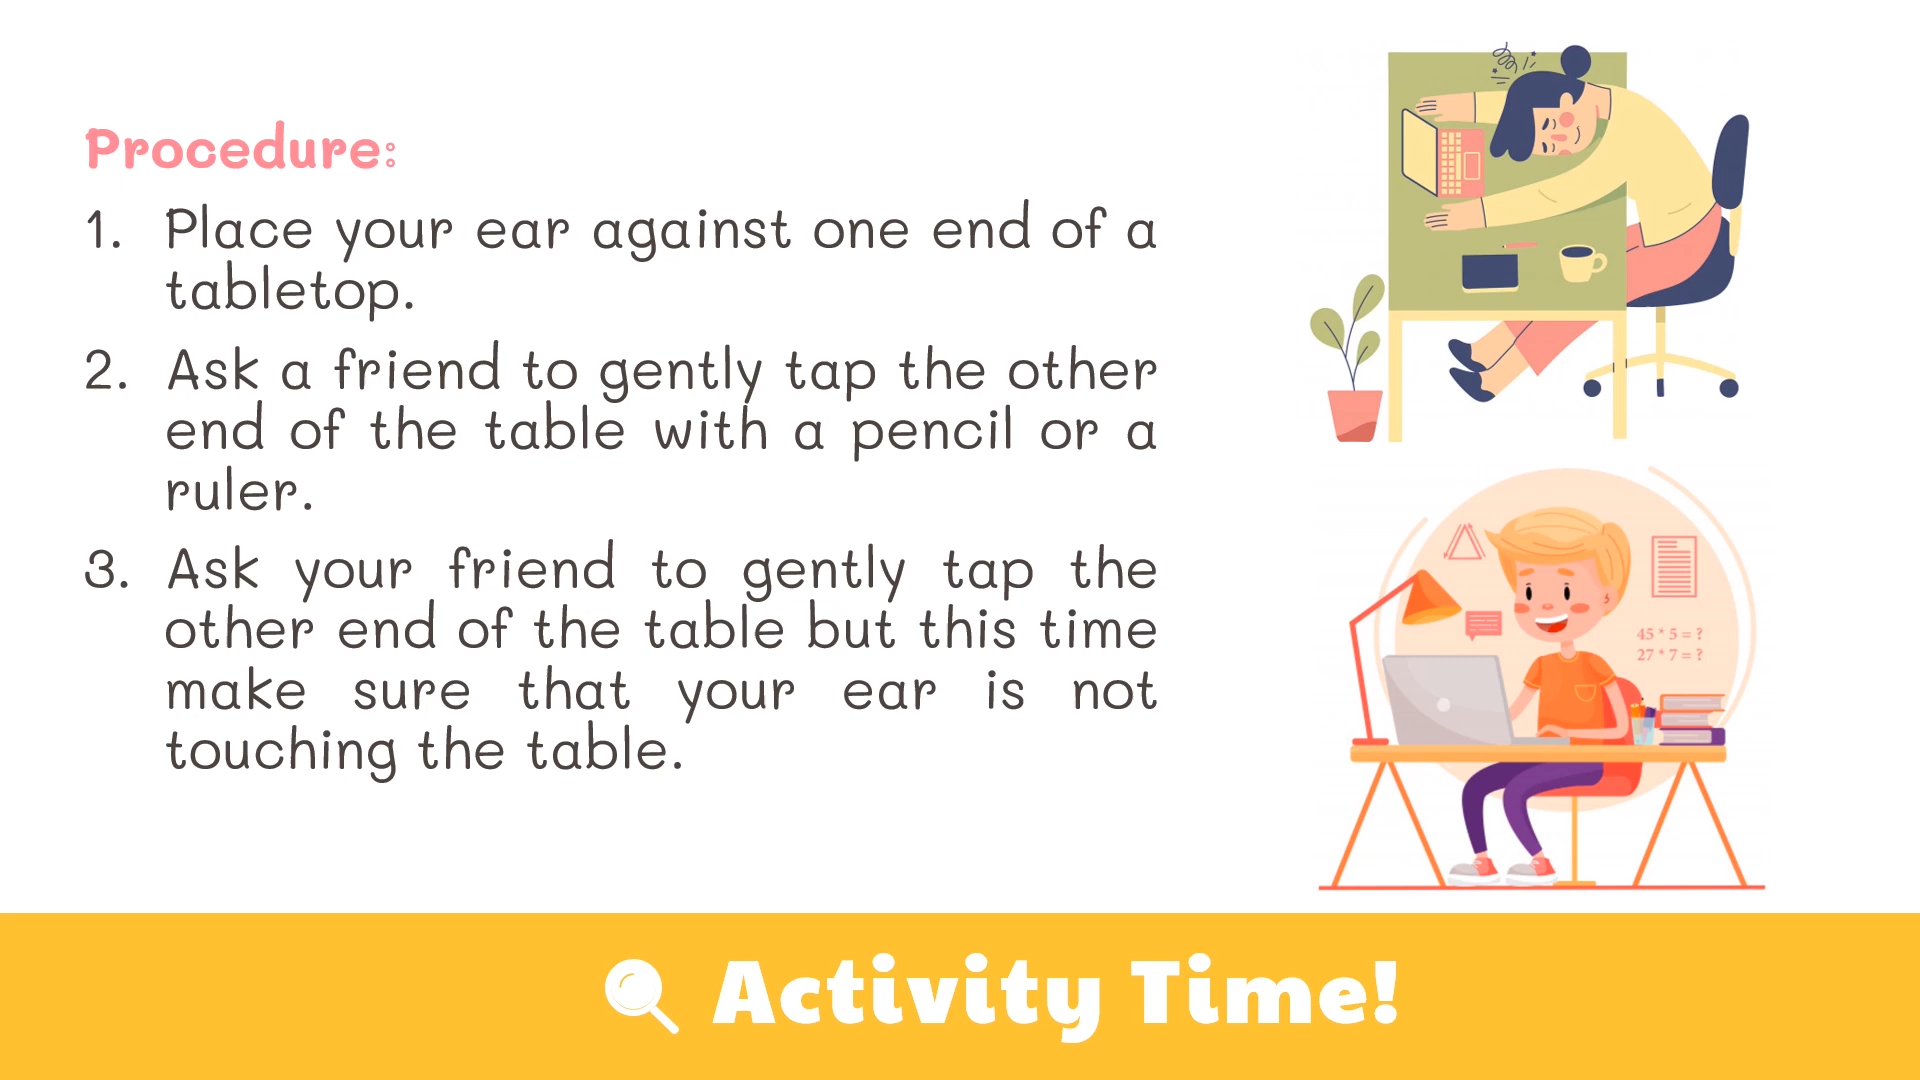 Procedure:
1. Place your ear against one end of a
tabletop.
2. Ask a friend to gently tap the other
end of the table with a pencil or a
ruler.
3. Ask your friend to gently tap the
other end of the table but this time
make sure that your ear is not
touching the table.
45 * 5 = ?
27 * 7 = ?
Activity Time!